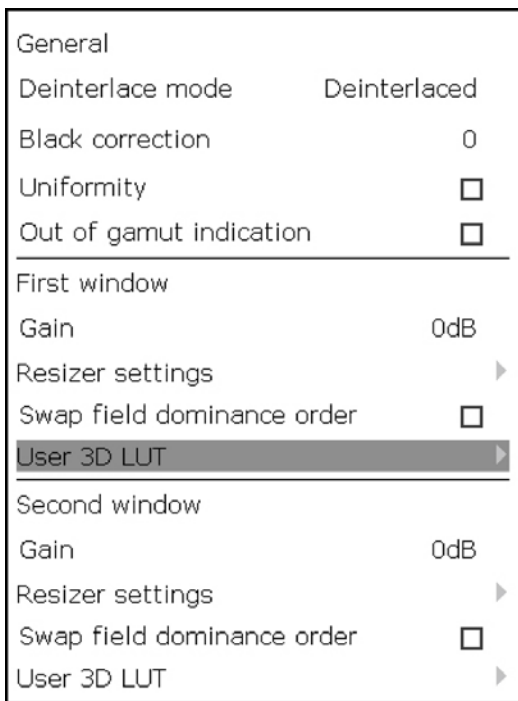 General
Deinterlace mode Deinterlaced
Black correction 0
Uniformity
Out of gamut indication
First window
Gain 0dB
Resizer settings
Swap field dominance order
User 3D LUT
Second window
Gain 0dB
Resizer settings
Swap field dominance order
User 3D LUT